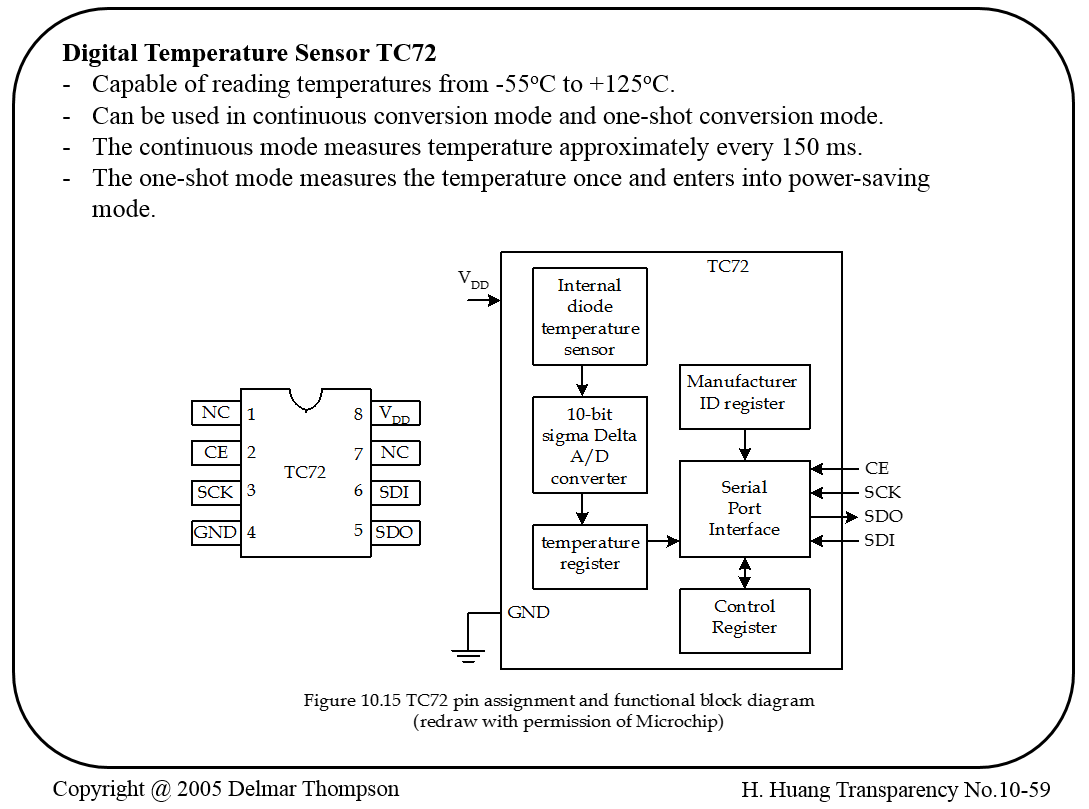 Digital Temperature Sensor TC72
- Capable of reading temperatures from -55ºC to +125ºC.
- Can be used in continuous conversion mode and one-shot conversion mode.
- The continuous mode measures temperature approximately every 150 ms.
- The one-shot mode measures the temperature once and enters into power-saving
mode.
NC 1
CE 2
SCK 3
GND 4
TC72
8 VDD
7 NC
6 SDI
5 SDO
VDD
TC72
Internal
diode
temperature
sensor
10-bit
sigma Delta
A/D
converter
temperature
register
Manufacturer
ID register
Serial
Port
Interface
Control
Register
CE
SCK
SDO
SDI
GND
Figure 10.15 TC72 pin assignment and functional block diagram
(redraw with permission of Microchip)
Copyright @ 2005 Delmar Thompson
H. Huang Transparency No.10-59